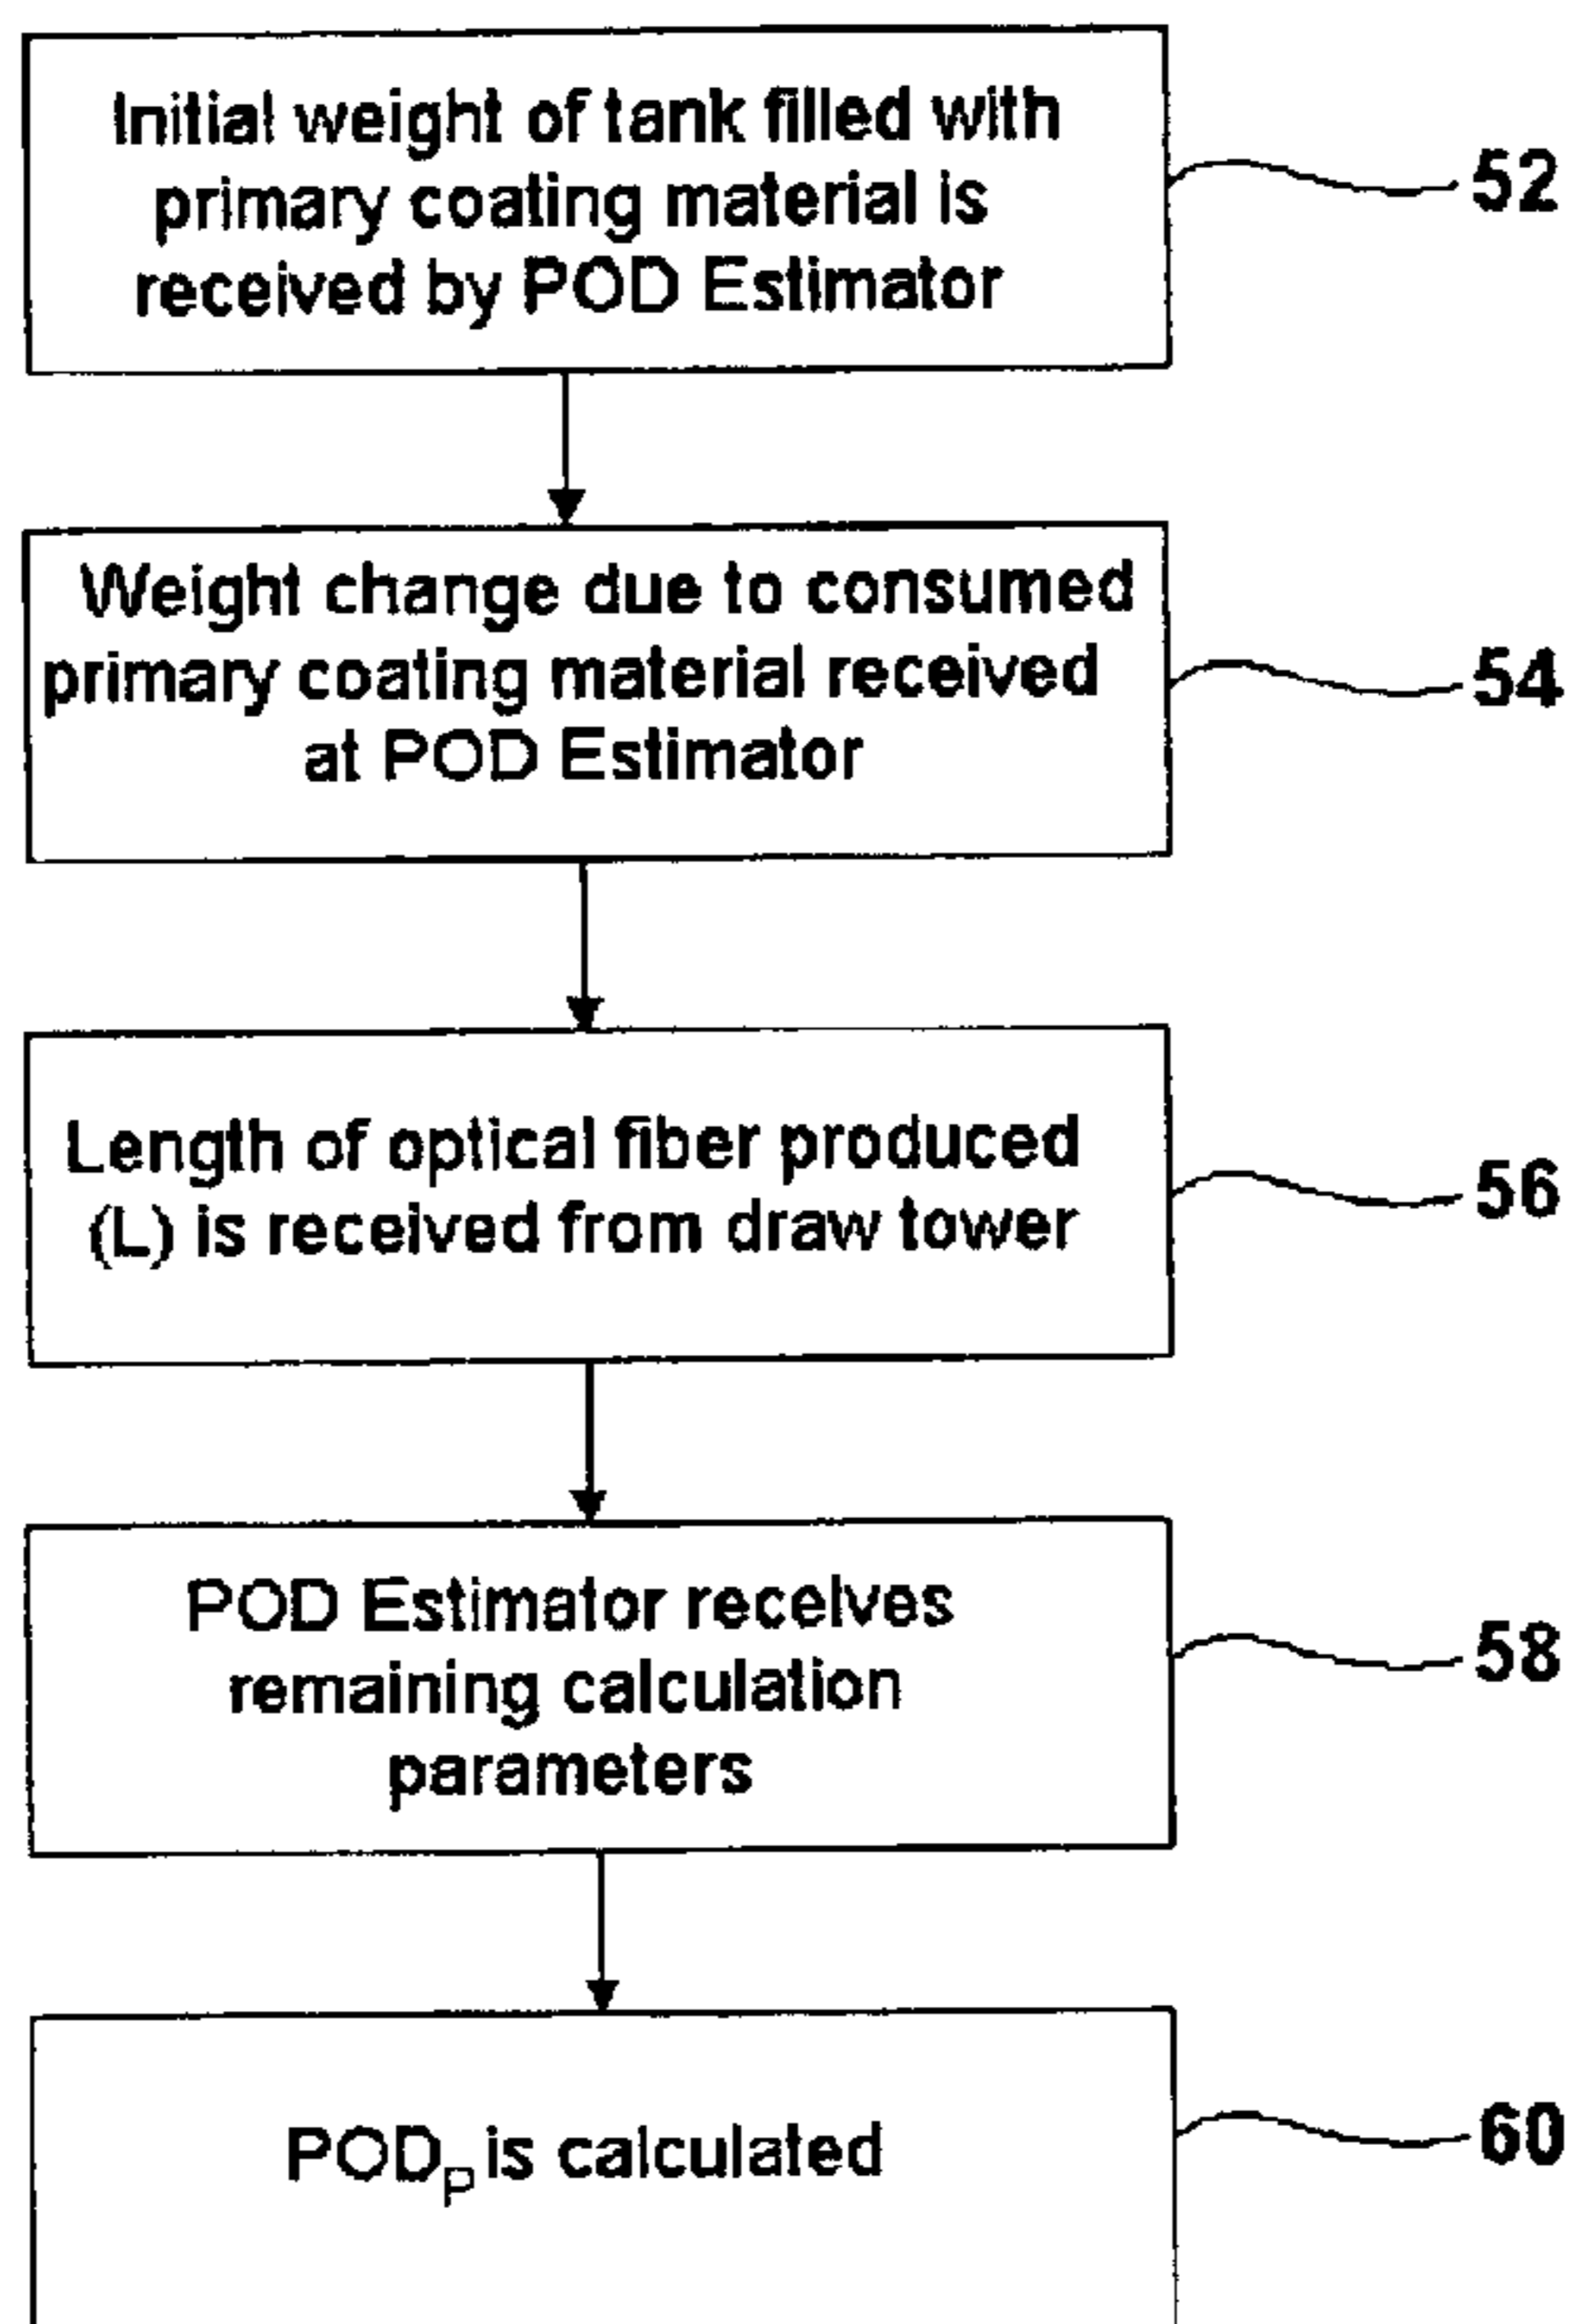 Initial weight of tank filled with
primary coating material is
received by POD Estimator
52
Weight change due to consumed
primary coating material received
at POD Estimator
54
Length of optical fiber produced
(L) is received from draw tower
56
POD Estimator receives
remaining calculation
parameters
58
POD_P is calculated
60